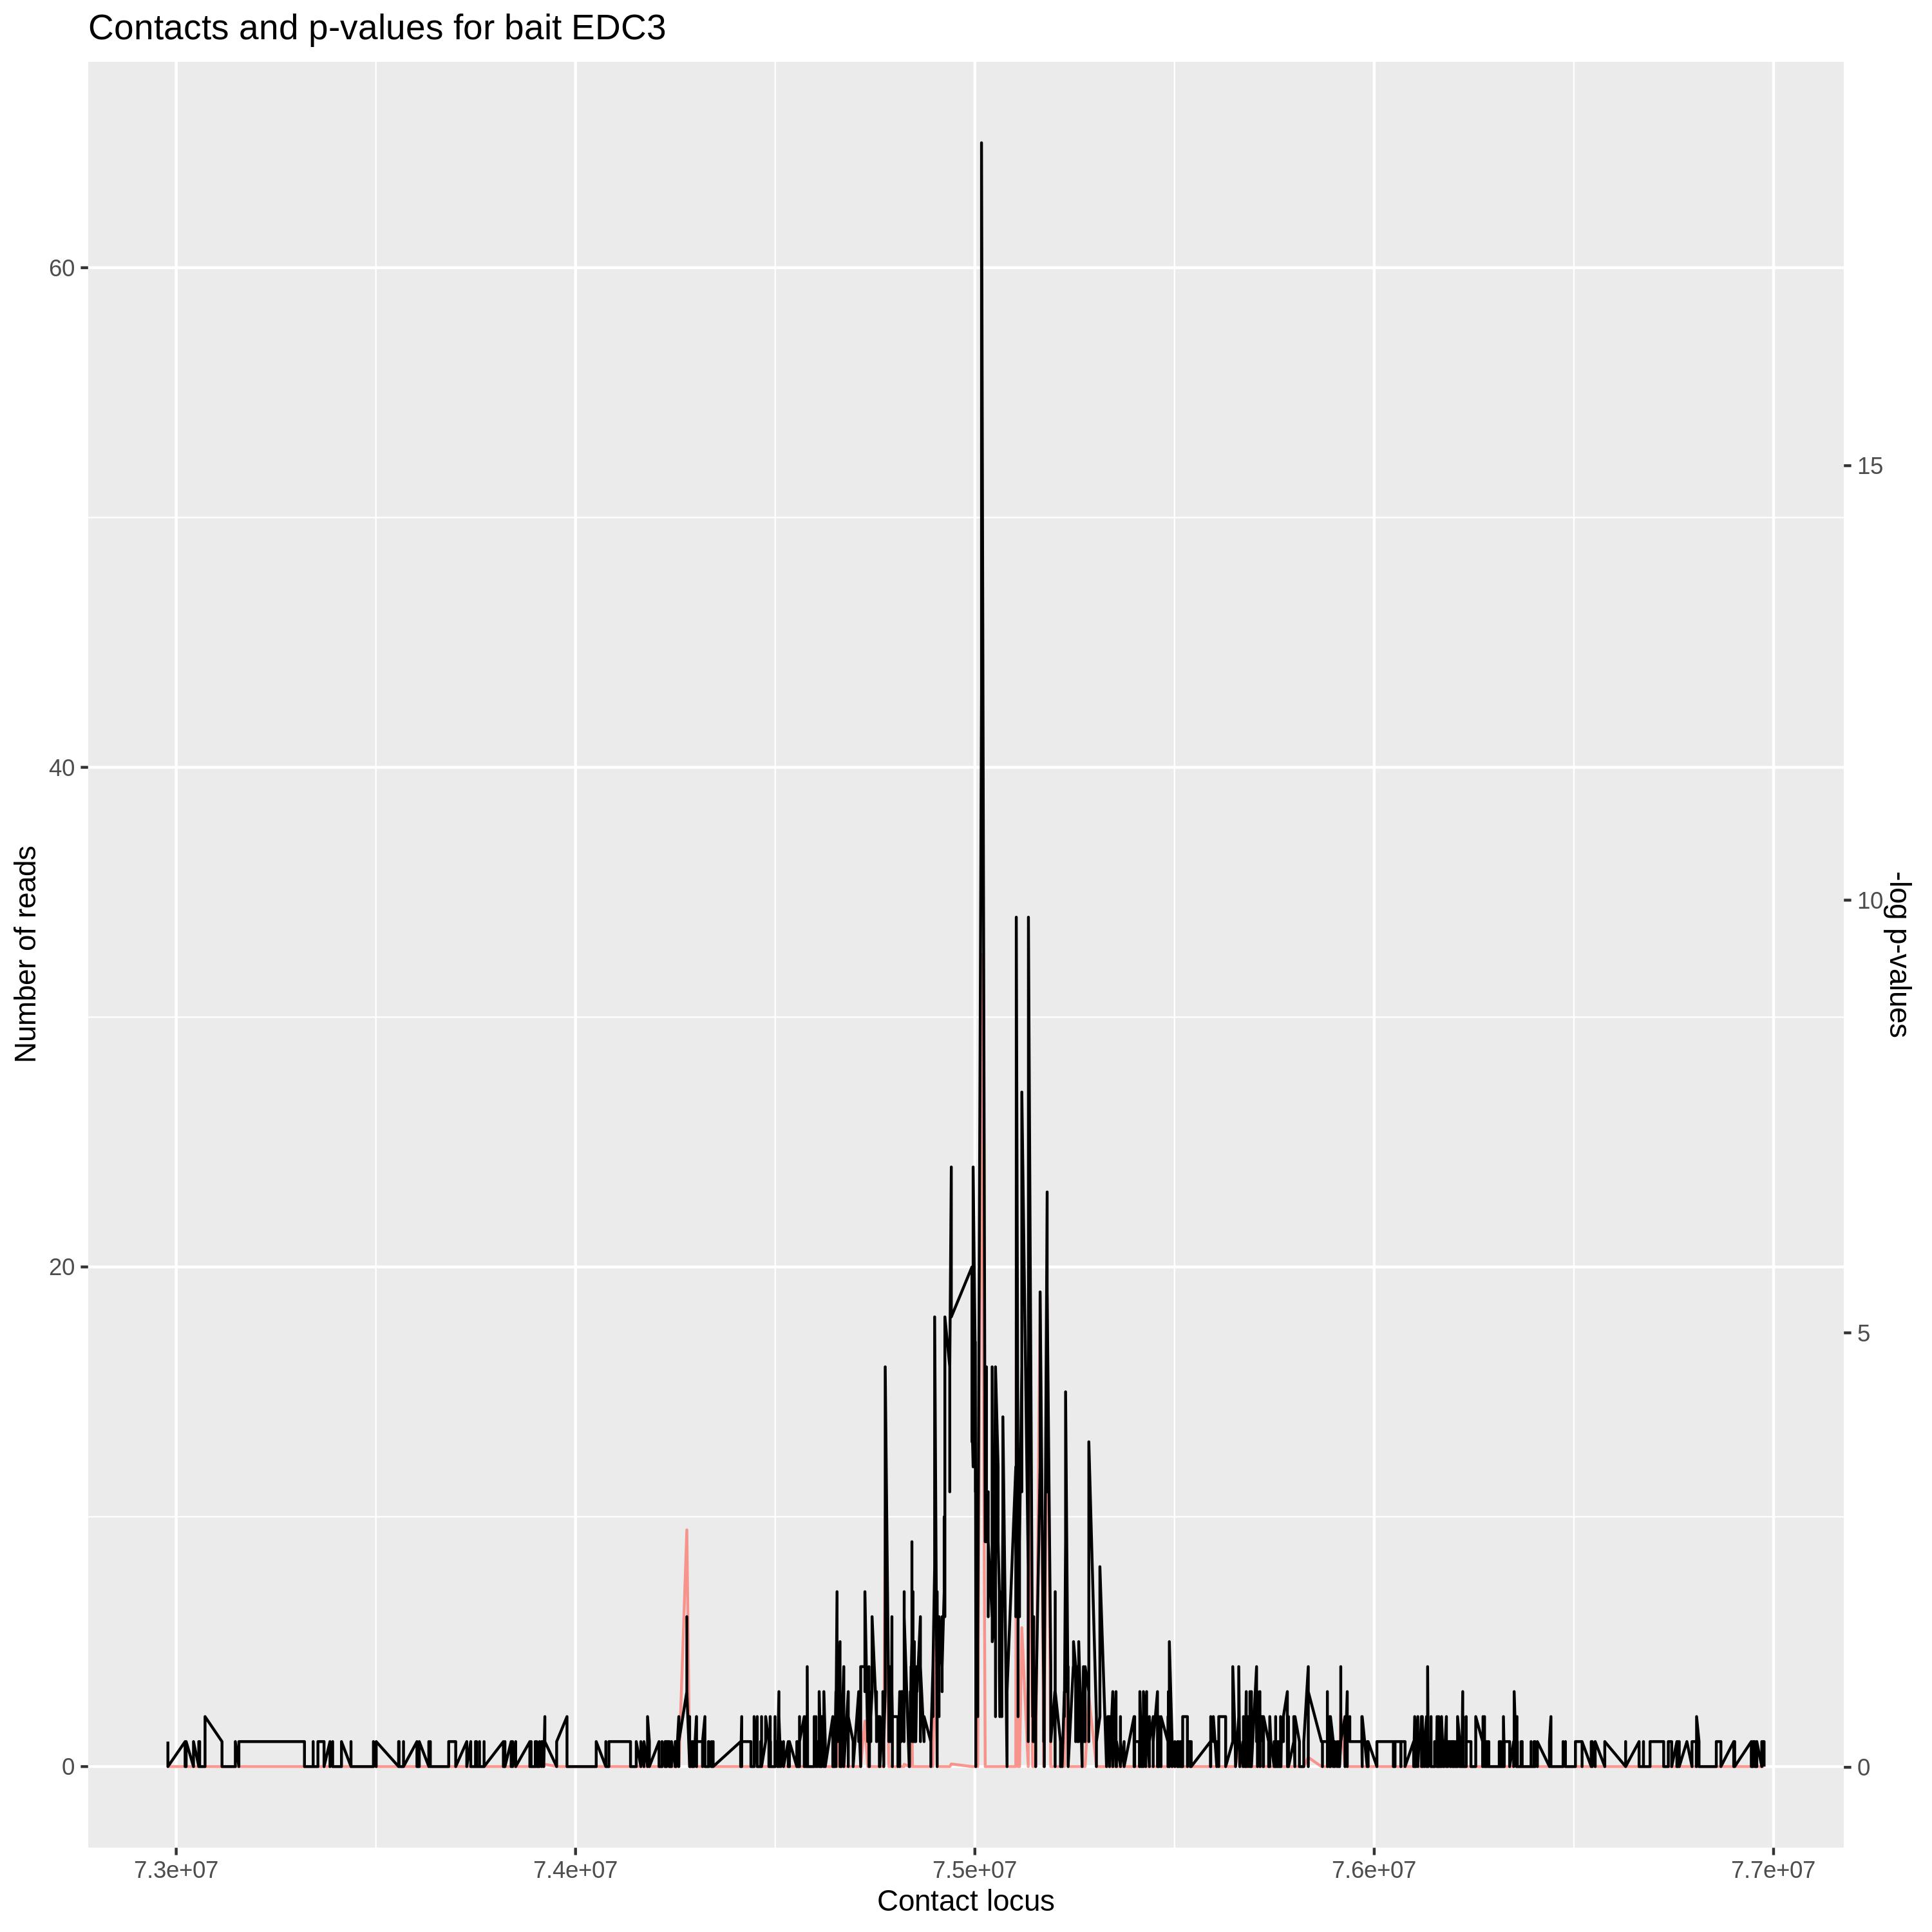 Contacts and p-values for bait EDC3
60
40
20
0
Number of reads
15
10
5
0
-log p-values
7.3e+07
7.4e+07
7.5e+07
7.6e+07
7.7e+07
Contact locus